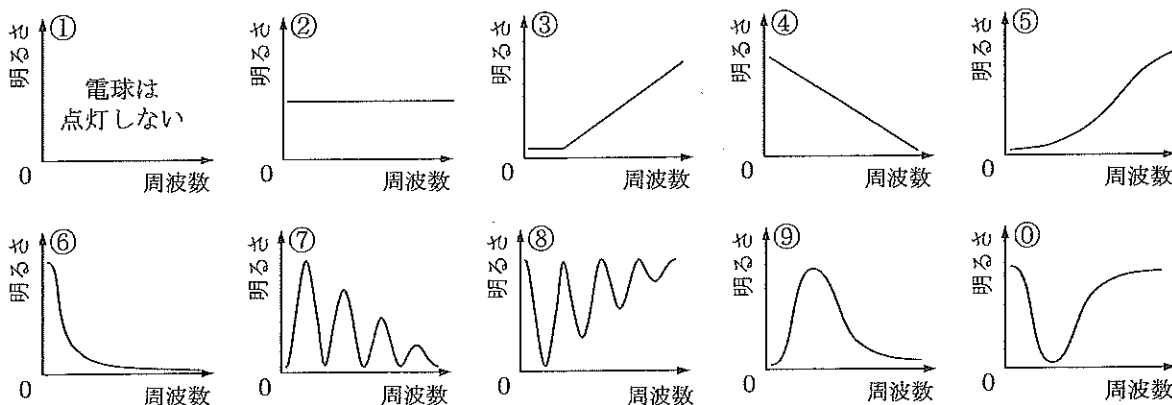 ①
明るさ
電球は
点灯しない
0
周波数
②
明るさ
0
周波数
③
明るさ
0
周波数
④
明るさ
0
周波数
⑤
明るさ
0
周波数
⑥
明るさ
0
周波数
⑦
明るさ
0
周波数
⑧
明るさ
0
周波数
⑨
明るさ
0
周波数
⓪
明るさ
0
周波数